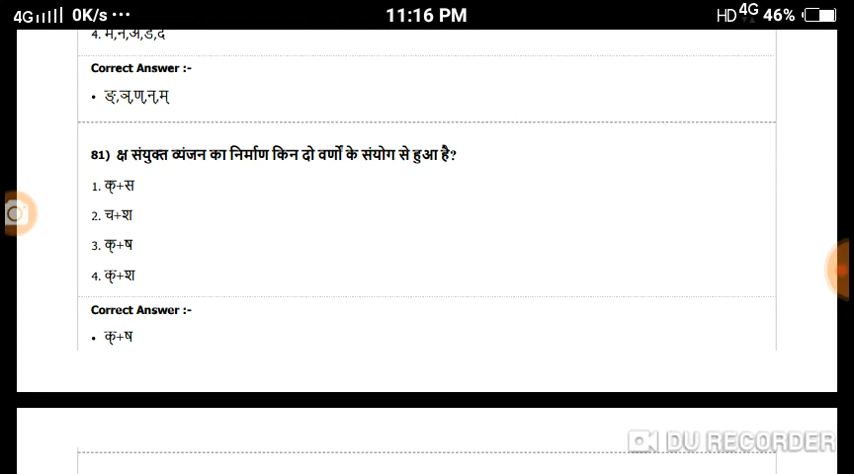 4G 0K/s ••• 11:16 PM HD 4G 46%
4. म,न,अ,ड,द
Correct Answer :-
• ङ्,ञ्,ण्,न्,म्
81) क्ष संयुक्त व्यंजन का निर्माण किन दो वर्णों के संयोग से हुआ है?
1. क्+स
2. च+श
3. क्+ष
4. क्+श
Correct Answer :-
• क्+ष
DU RECORDER